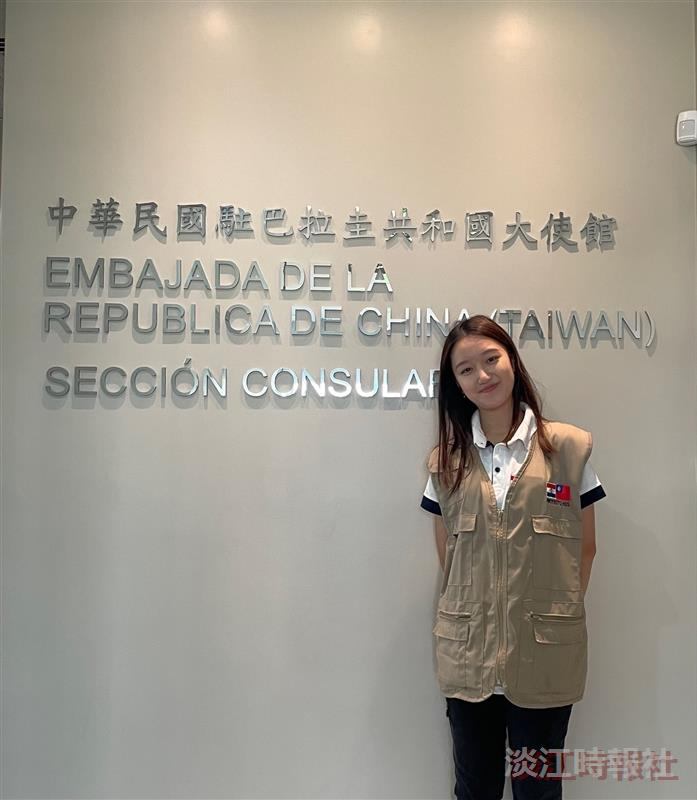 中華民國駐巴拉圭共和國大使館
EMBAJADA DE LA
REPUBLICA DE CHINA (TAIWAN)
SECCIÓN CONSULAR
淡江時報社